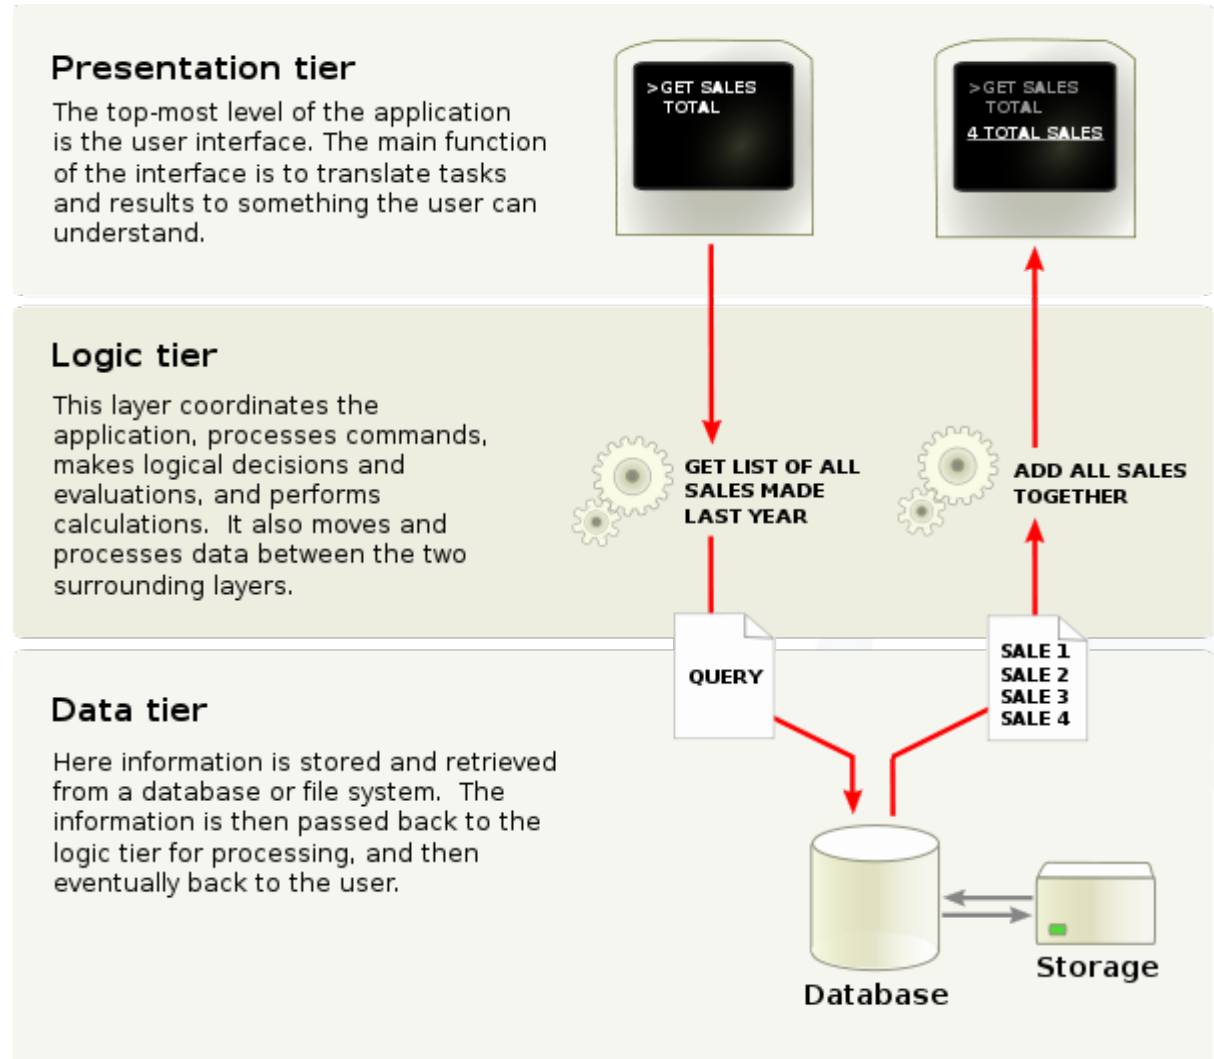 Presentation tier
The top-most level of the application
is the user interface. The main function
of the interface is to translate tasks
and results to something the user can
understand.
>GET SALES
TOTAL
>GET SALES
TOTAL
4 TOTAL SALES
Logic tier
This layer coordinates the
application, processes commands,
makes logical decisions and
evaluations, and performs
calculations.  It also moves and
processes data between the two
surrounding layers.
GET LIST OF ALL
SALES MADE
LAST YEAR
ADD ALL SALES
TOGETHER
QUERY
SALE 1
SALE 2
SALE 3
SALE 4
Data tier
Here information is stored and retrieved
from a database or file system.  The
information is then passed back to the
logic tier for processing, and then
eventually back to the user.
Database
Storage